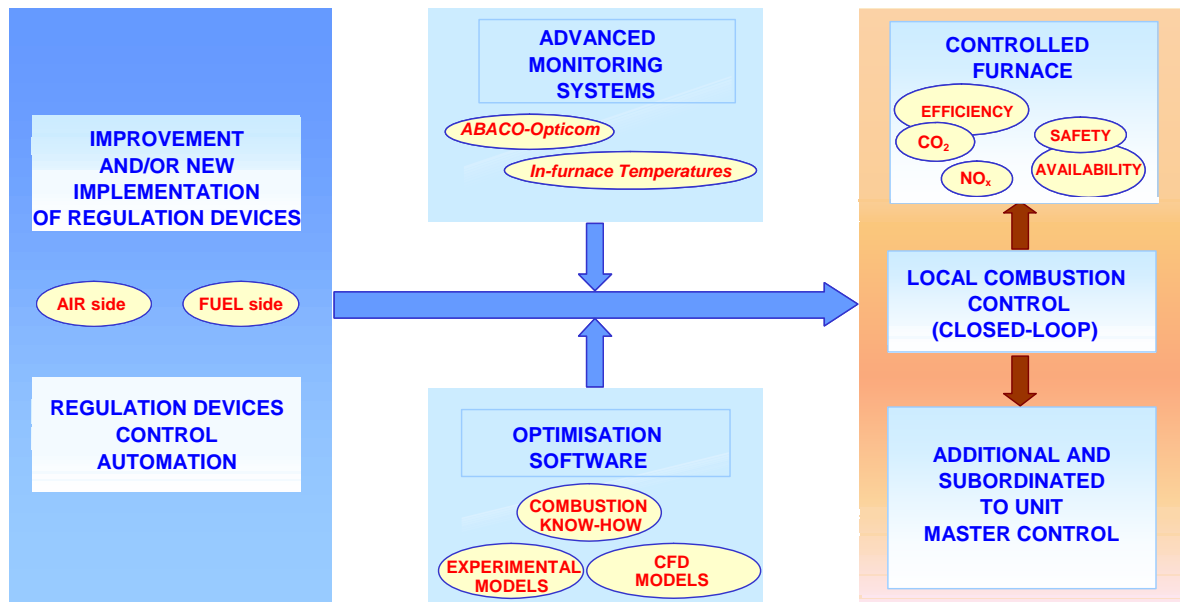 IMPROVEMENT
AND/OR NEW
IMPLEMENTATION
OF REGULATION DEVICES
AIR side
FUEL side
REGULATION DEVICES
CONTROL
AUTOMATION
ADVANCED
MONITORING
SYSTEMS
ABACO-Opticom
In-furnace Temperatures
OPTIMISATION
SOFTWARE
COMBUSTION
KNOW-HOW
EXPERIMENTAL
MODELS
CFD
MODELS
CONTROLLED
FURNACE
EFFICIENCY
CO₂
SAFETY
NOₓ
AVAILABILITY
LOCAL COMBUSTION
CONTROL
(CLOSED-LOOP)
ADDITIONAL AND
SUBORDINATED
TO UNIT
MASTER CONTROL